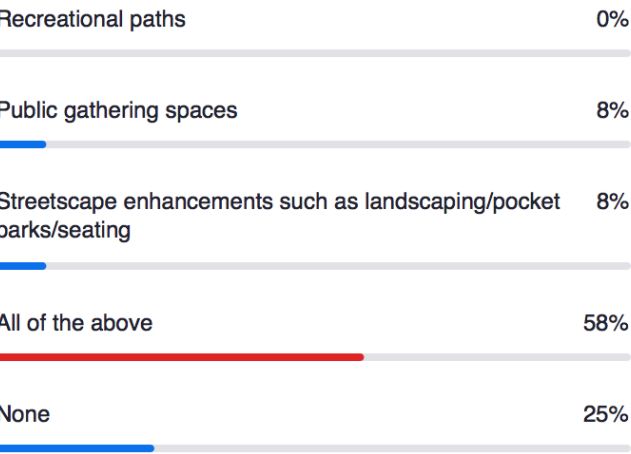 Recreational paths 0%
Public gathering spaces 8%
Streetscape enhancements such as landscaping/pocket 8%
parks/seating
All of the above 58%
None 25%